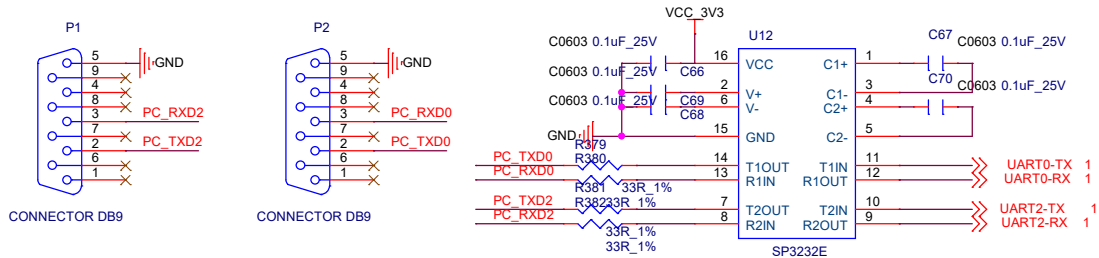 P1
5
GND
9
4
8
3
PC_RXD2
7
2
PC_TXD2
6
1
CONNECTOR DB9
P2
5
GND
9
4
8
3
PC_RXD0
7
2
PC_TXD0
6
1
CONNECTOR DB9
VCC_3V3
U12
C67
C0603 0.1uF_25V
C0603 0.1uF_25V
16
VCC
C1+
1
C66
C70
C0603 0.1uF_25V
C0603 0.1uF_25V
2
V+
C1-
3
C0603 0.1uF_25V
C69
6
V-
C2+
4
C68
GND
15
GND
C2-
5
R379
PC_TXD0
R380
14
T1OUT
T1IN
11
UART0-TX 1
PC_RXD0
13
R1IN
R1OUT
12
UART0-RX 1
R381
33R_1%
PC_TXD2
R382
33R_1%
7
T2OUT
T2IN
10
UART2-TX 1
PC_RXD2
8
R2IN
R2OUT
9
UART2-RX 1
33R_1%
33R_1%
SP3232E